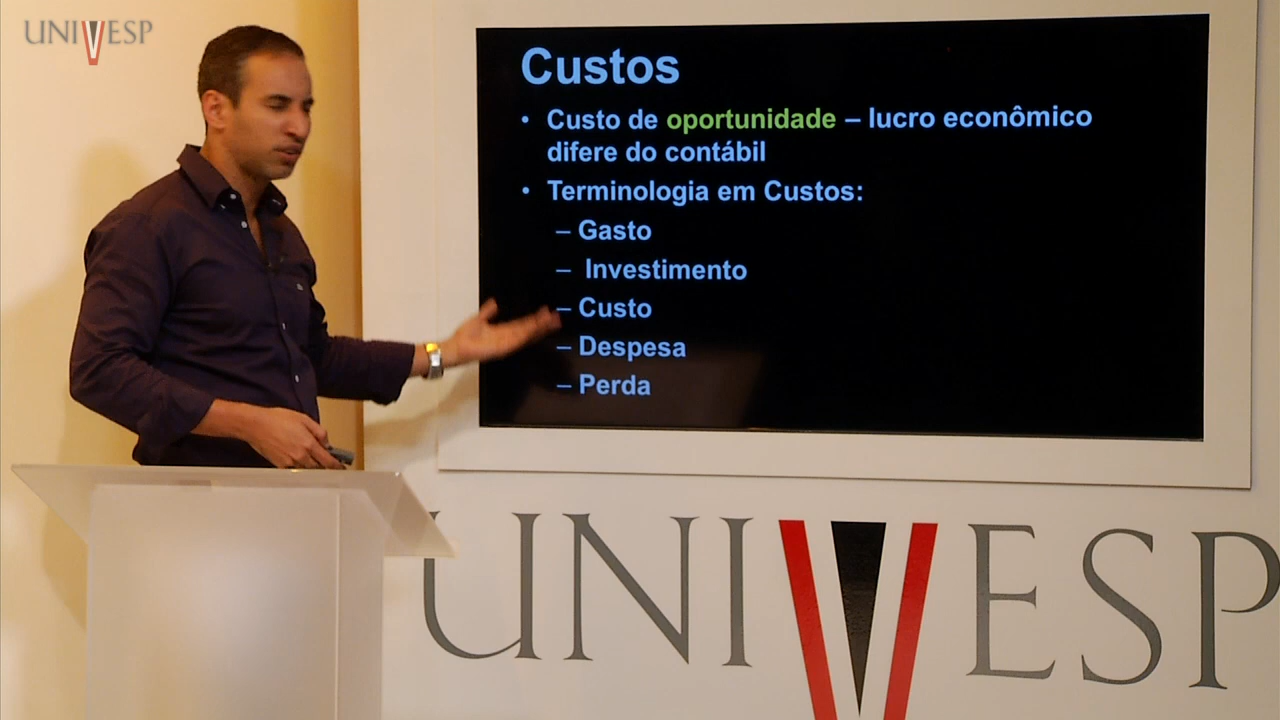 UNIVESP
Custos
• Custo de oportunidade – lucro econômico
difere do contábil
• Terminologia em Custos:
– Gasto
– Investimento
– Custo
– Despesa
– Perda
UNIVESP